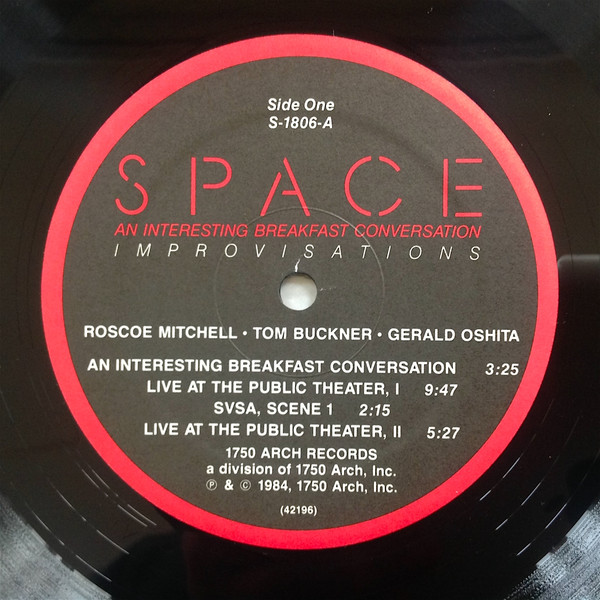 Side One
S-1806-A
SPACE
AN INTERESTING BREAKFAST CONVERSATION
IMPROVISATIONS
ROSCOE MITCHELL • TOM BUCKNER • GERALD OSHITA
AN INTERESTING BREAKFAST CONVERSATION 3:25
LIVE AT THE PUBLIC THEATER, I 9:47
SVSA, SCENE 1 2:15
LIVE AT THE PUBLIC THEATER, II 5:27
1750 ARCH RECORDS
a division of 1750 Arch, Inc.
℗ & © 1984, 1750 Arch, Inc.
(42196)